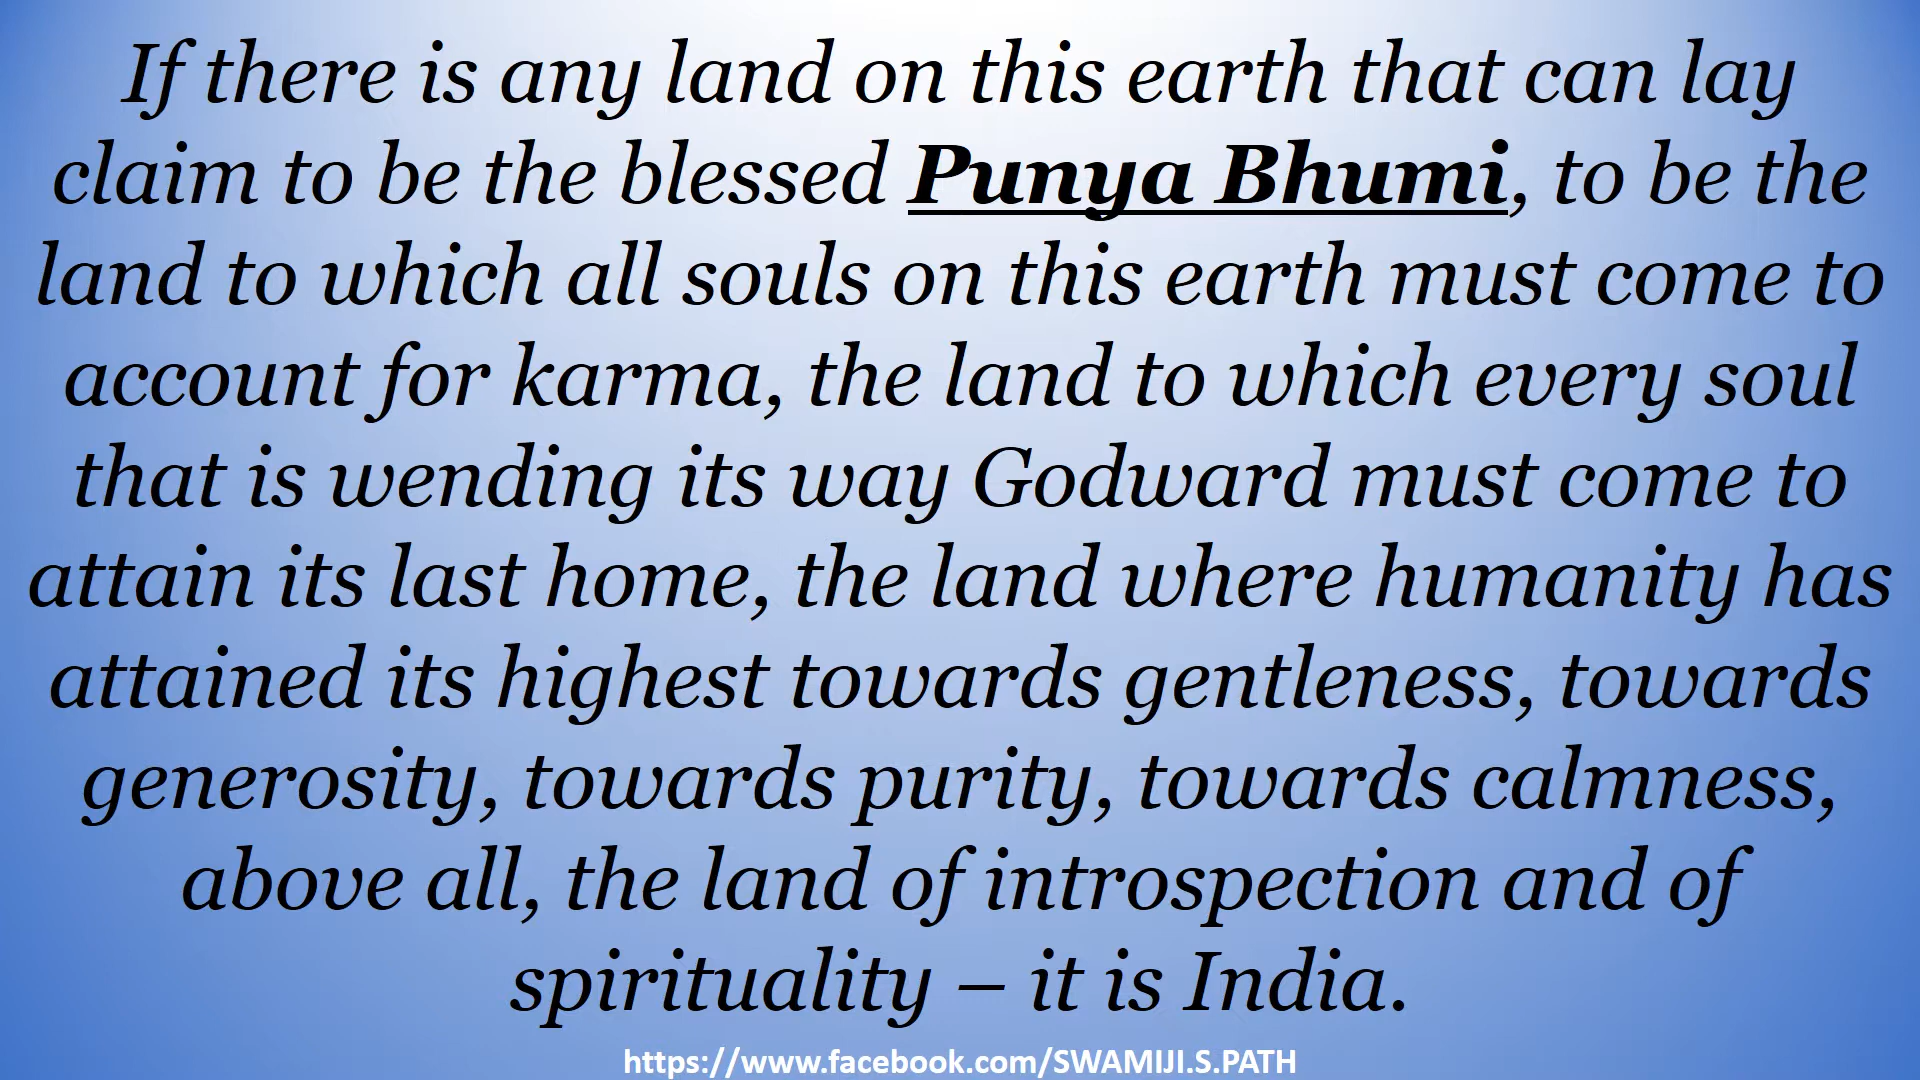 If there is any land on this earth that can lay
claim to be the blessed Punya Bhumi, to be the
land to which all souls on this earth must come to
account for karma, the land to which every soul
that is wending its way Godward must come to
attain its last home, the land where humanity has
attained its highest towards gentleness, towards
generosity, towards purity, towards calmness,
above all, the land of introspection and of
spirituality – it is India.
https://www.facebook.com/SWAMIJI.S.PATH